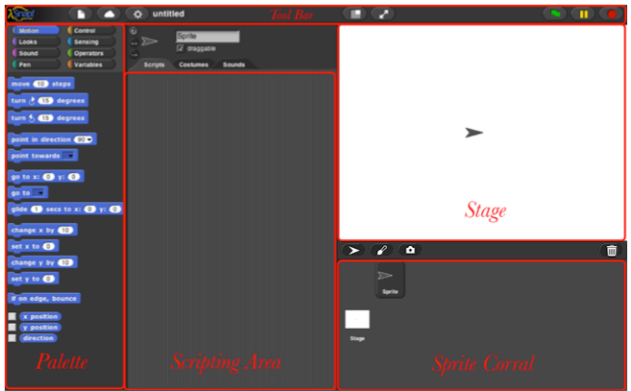 Snap!
untitled
Tool Bar
Motion
Control
Looks
Sensing
Sound
Operators
Pen
Variables
Sprite
draggable
Scripts Costumes Sounds
move 10 steps
turn 15 degrees
turn 15 degrees
point in direction 90
point towards
go to x: 0 y: 0
go to
glide 1 secs to x: 0 y: 0
change x by 10
set x to 0
change y by 10
set y to 0
if on edge, bounce
x position
y position
direction
Palette
Scripting Area
Stage
Sprite
Stage
Sprite Corral